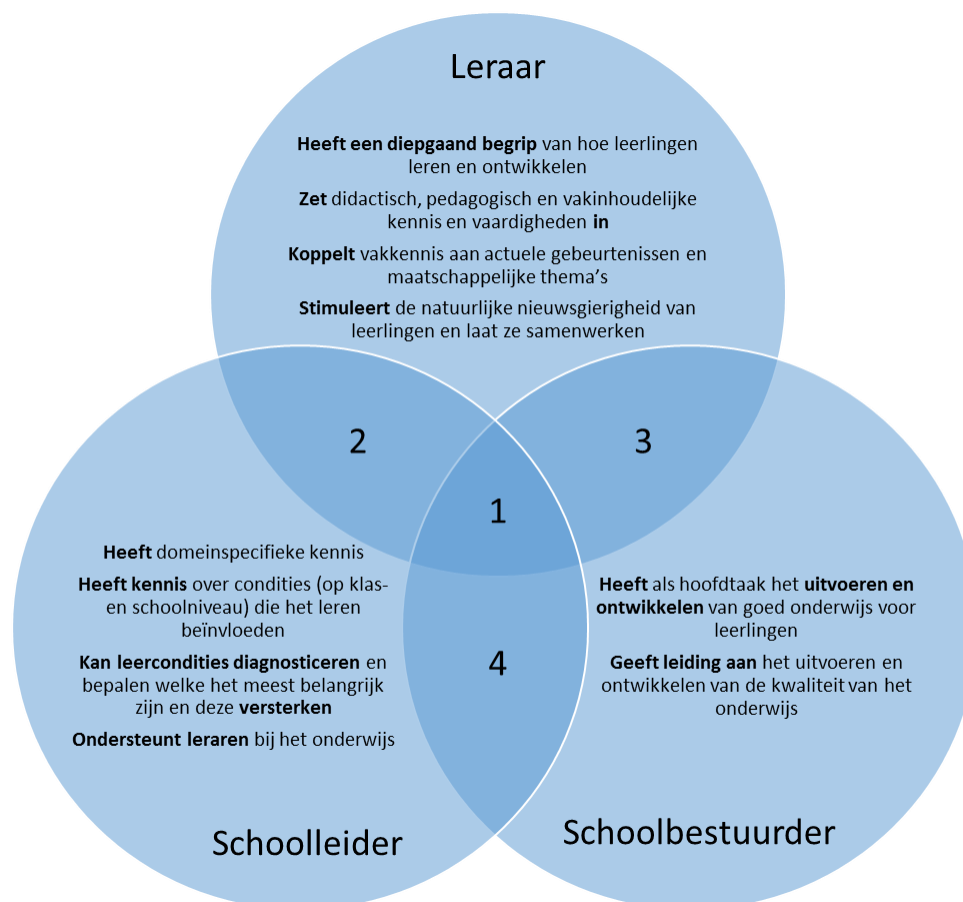 Leraar
Heeft een diepgaand begrip van hoe leerlingen
leren en ontwikkelen
Zet didactisch, pedagogisch en vakinhoudelijke
kennis en vaardigheden in
Koppelt vakkennis aan actuele gebeurtenissen en
maatschappelijke thema’s
Stimuleert de natuurlijke nieuwsgierigheid van
leerlingen en laat ze samenwerken
2
3
1
4
Heeft domeinspecifieke kennis
Heeft kennis over condities (op klas-
en schoolniveau) die het leren
beïnvloeden
Kan leercondities diagnosticeren en
bepalen welke het meest belangrijk
zijn en deze versterken
Ondersteunt leraren bij het onderwijs
Schoolleider
Heeft als hoofdtaak het uitvoeren en
ontwikkelen van goed onderwijs voor
leerlingen
Geeft leiding aan het uitvoeren en
ontwikkelen van de kwaliteit van het
onderwijs
Schoolbestuurder